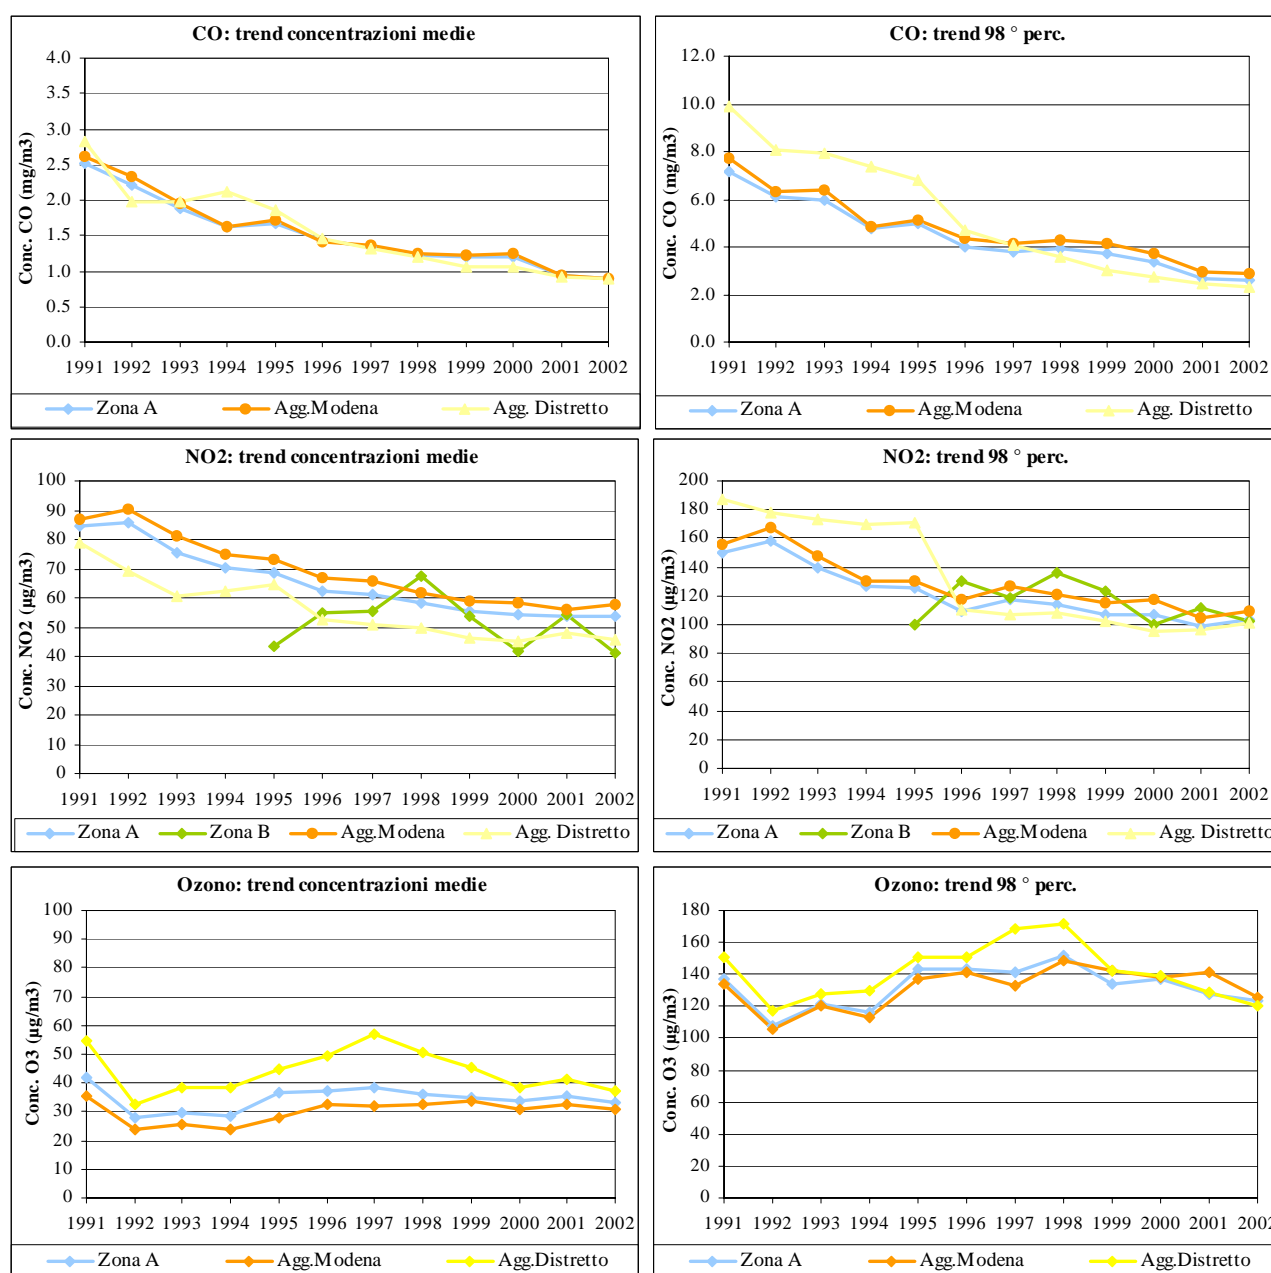 CO: trend concentrazioni medie
Conc. CO (mg/m3)
4.0
3.5
3.0
2.5
2.0
1.5
1.0
0.5
0.0
1991 1992 1993 1994 1995 1996 1997 1998 1999 2000 2001 2002
Zona A Agg.Modena Agg. Distretto
CO: trend 98 ° perc.
Conc. CO (mg/m3)
12.0
10.0
8.0
6.0
4.0
2.0
0.0
1991 1992 1993 1994 1995 1996 1997 1998 1999 2000 2001 2002
Zona A Agg.Modena Agg. Distretto
NO2: trend concentrazioni medie
Conc. NO2 (µg/m3)
100
90
80
70
60
50
40
30
20
10
0
1991 1992 1993 1994 1995 1996 1997 1998 1999 2000 2001 2002
Zona A Zona B Agg.Modena Agg. Distretto
NO2: trend 98 ° perc.
Conc. NO2 (µg/m3)
200
180
160
140
120
100
80
60
40
20
0
1991 1992 1993 1994 1995 1996 1997 1998 1999 2000 2001 2002
Zona A Zona B Agg.Modena Agg. Distretto
Ozono: trend concentrazioni medie
Conc. O3 (µg/m3)
100
90
80
70
60
50
40
30
20
10
0
1991 1992 1993 1994 1995 1996 1997 1998 1999 2000 2001 2002
Zona A Agg.Modena Agg.Distretto
Ozono: trend 98 ° perc.
Conc. O3 (µg/m3)
180
160
140
120
100
80
60
40
20
0
1991 1992 1993 1994 1995 1996 1997 1998 1999 2000 2001 2002
Zona A Agg.Modena Agg.Distretto